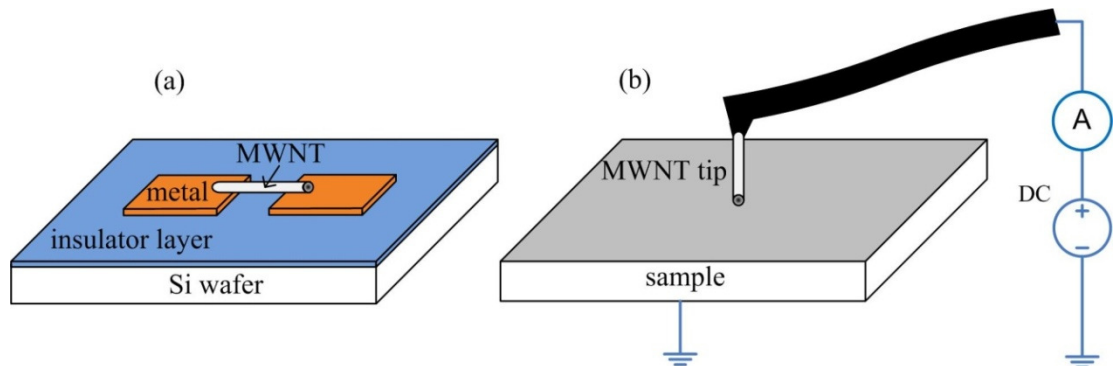 (a)
MWNT
metal
insulator layer
Si wafer
(b)
MWNT tip
sample
A
DC
+
−